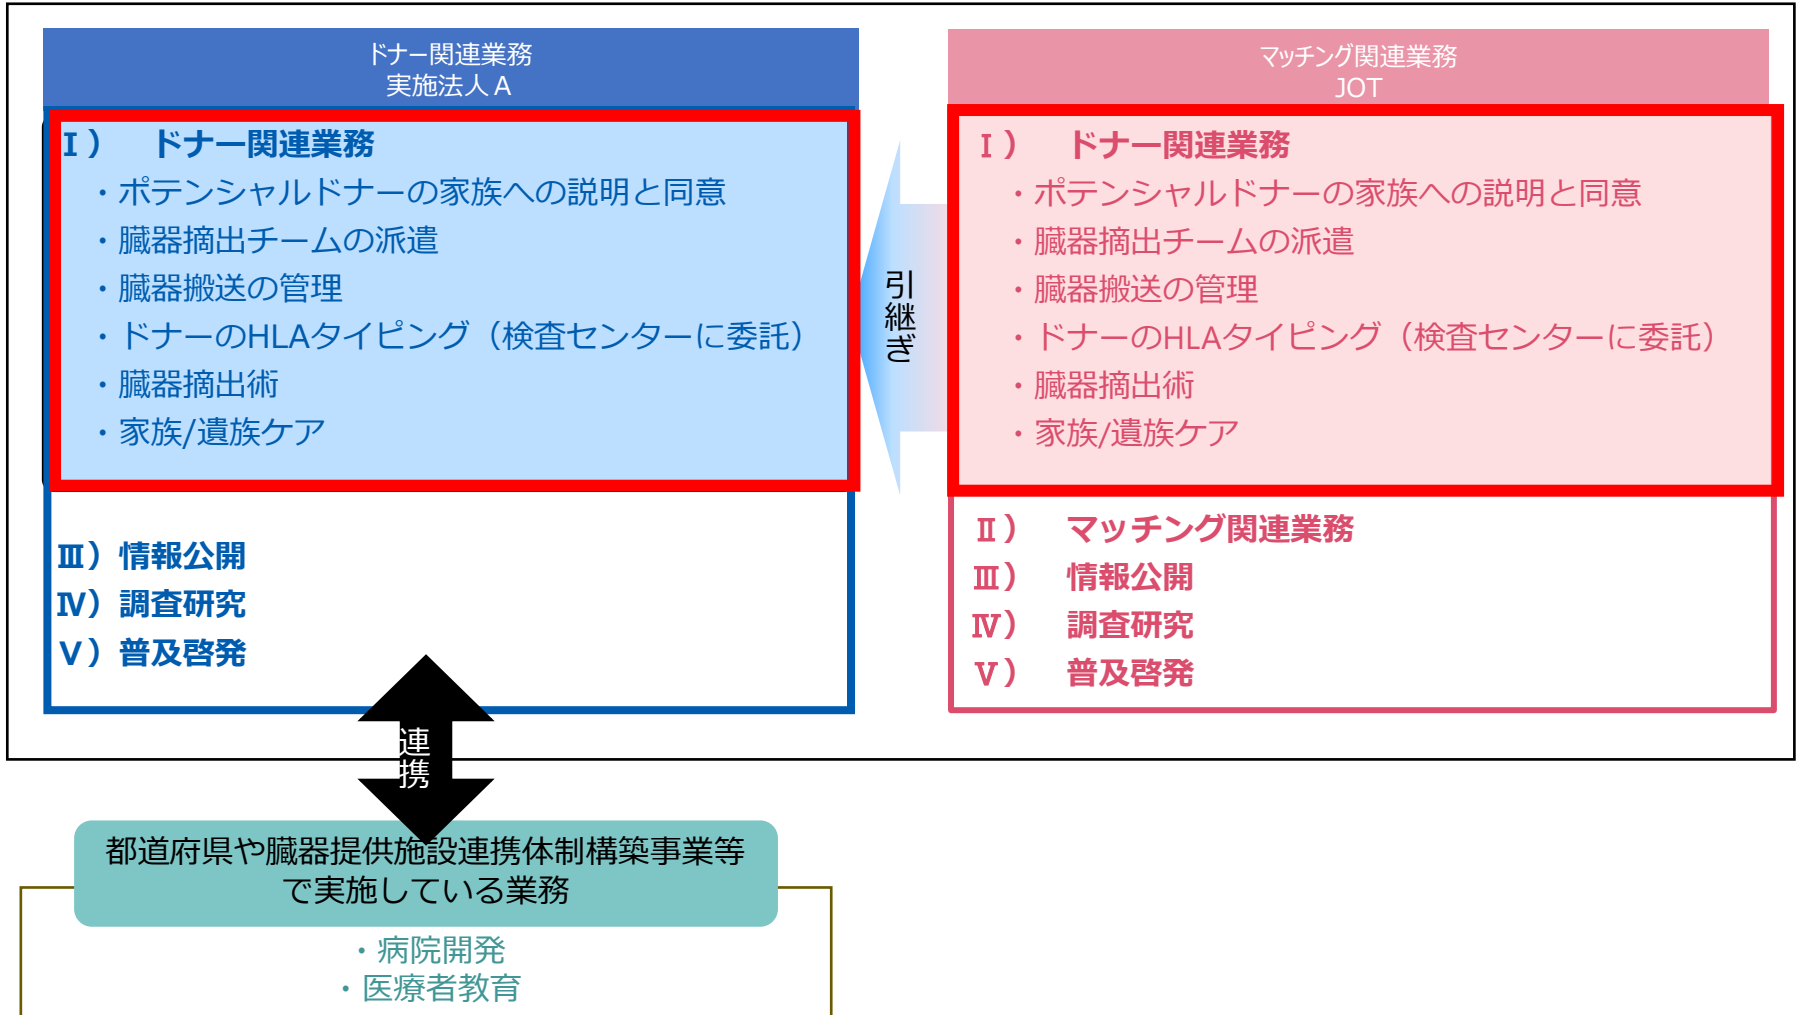 ドナー関連業務
実施法人A
Ⅰ） ドナー関連業務
・ポテンシャルドナーの家族への説明と同意
・臓器摘出チームの派遣
・臓器搬送の管理
・ドナーのHLAタイピング（検査センターに委託）
・臓器摘出術
・家族/遺族ケア
Ⅲ）情報公開
Ⅳ）調査研究
Ⅴ）普及啓発
引継ぎ
マッチング関連業務
JOT
Ⅰ） ドナー関連業務
・ポテンシャルドナーの家族への説明と同意
・臓器摘出チームの派遣
・臓器搬送の管理
・ドナーのHLAタイピング（検査センターに委託）
・臓器摘出術
・家族/遺族ケア
Ⅱ） マッチング関連業務
Ⅲ） 情報公開
Ⅳ） 調査研究
Ⅴ） 普及啓発
連携
都道府県や臓器提供施設連携体制構築事業等
で実施している業務
・病院開発
・医療者教育